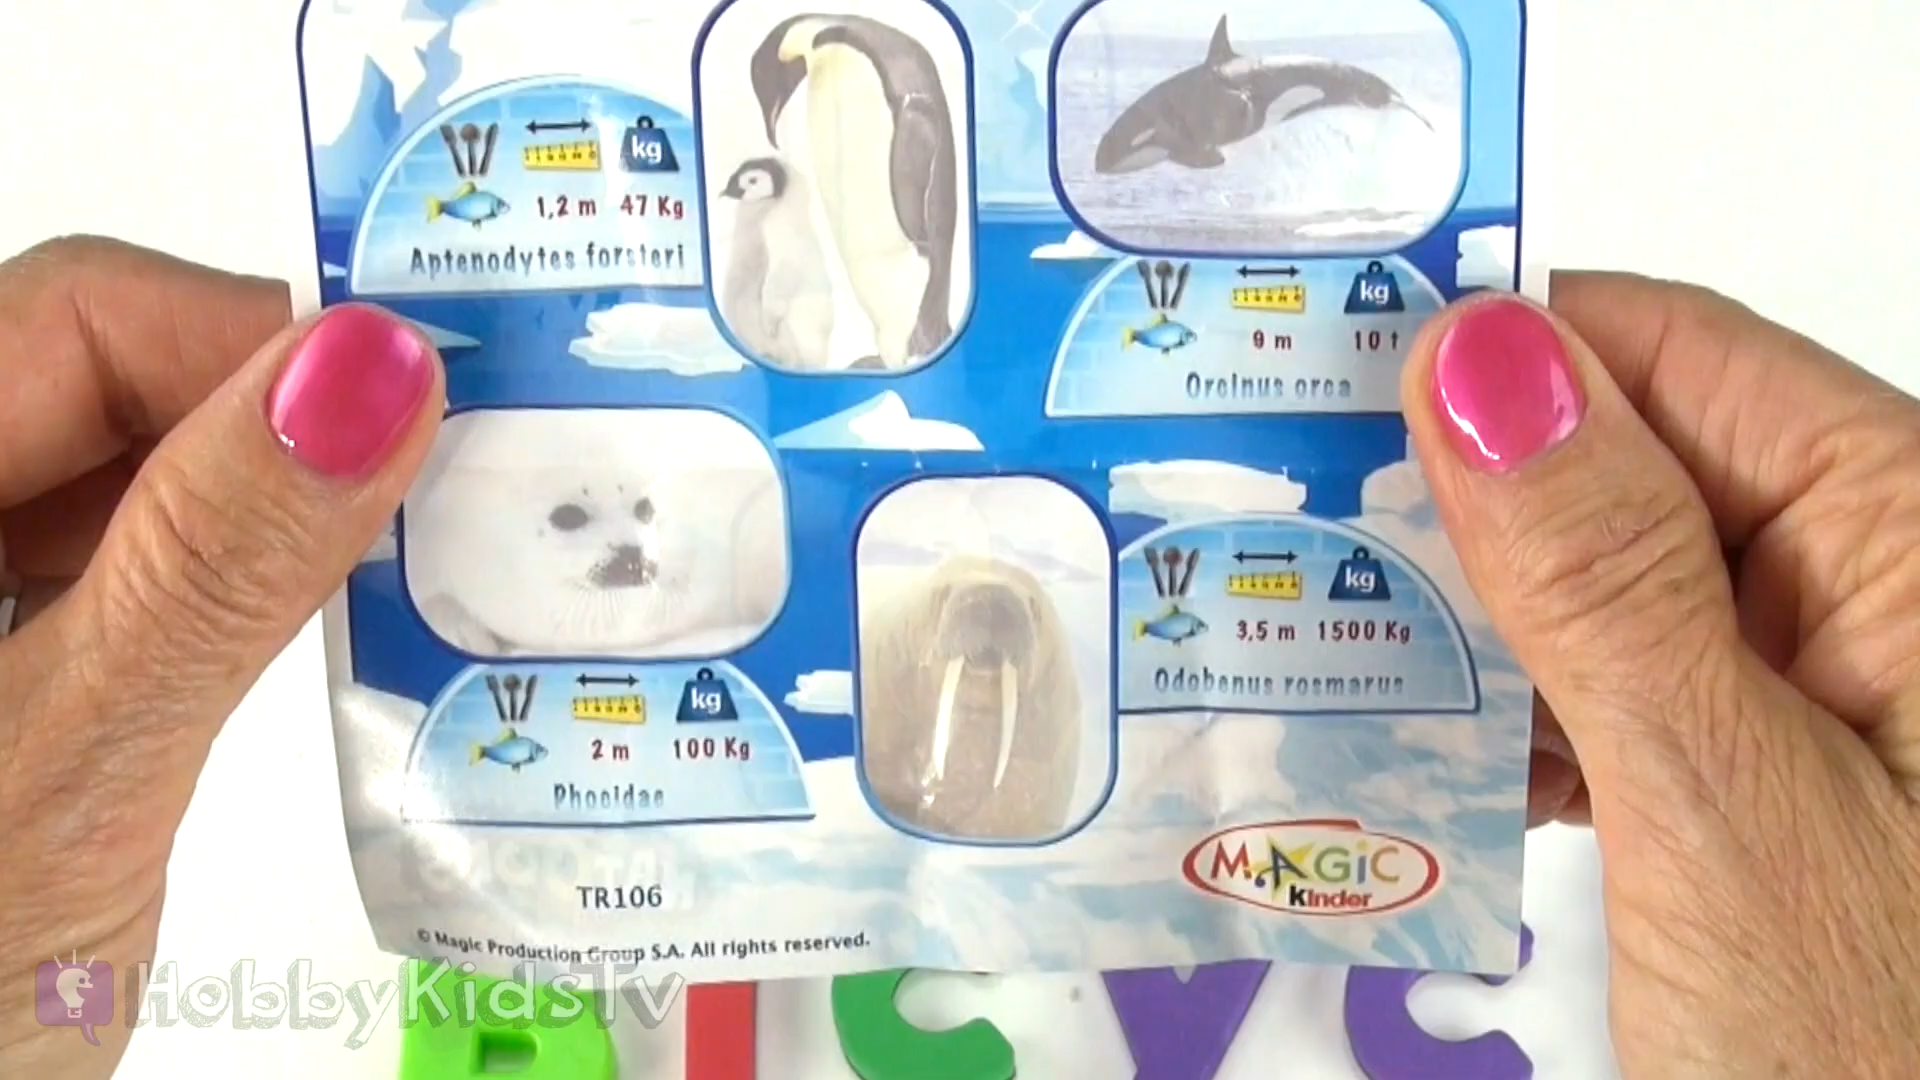 kg
1,2 m 47 Kg
Aptenodytes forsteri
kg
9 m 10 t
Orcinus orca
kg
3,5 m 1500 Kg
Odobenus rosmarus
kg
2 m 100 Kg
Phocidae
MAGiC
Kinder
TR106
© Magic Production Group S.A. All rights reserved.
HobbyKidsTv
BICYC